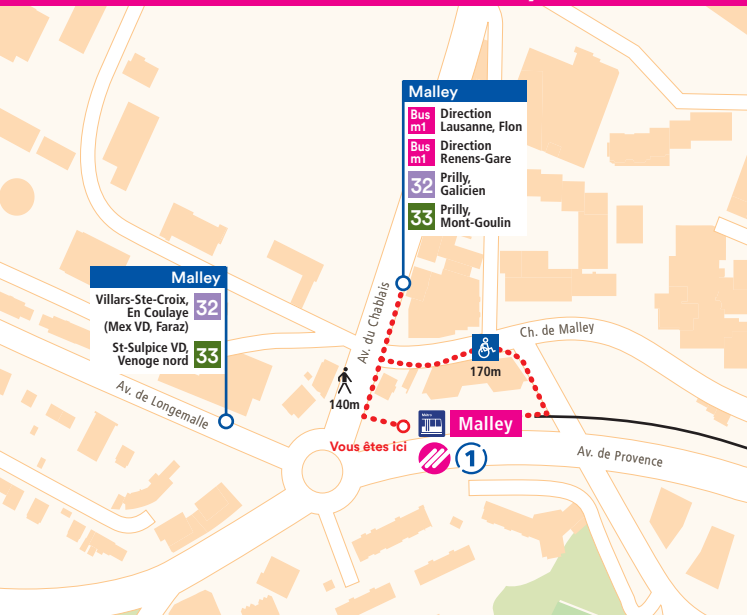 Malley
Bus m1 Direction Lausanne, Flon
Bus m1 Direction Renens-Gare
32 Prilly, Galicien
33 Prilly, Mont-Goulin
Malley
Villars-Ste-Croix, En Coulaye (Mex VD, Faraz) 32
St-Sulpice VD, Venoge nord 33
Av. du Chablais
Ch. de Malley
170m
140m
Av. de Longemalle
Métro
Malley
Vous êtes ici
1
Av. de Provence